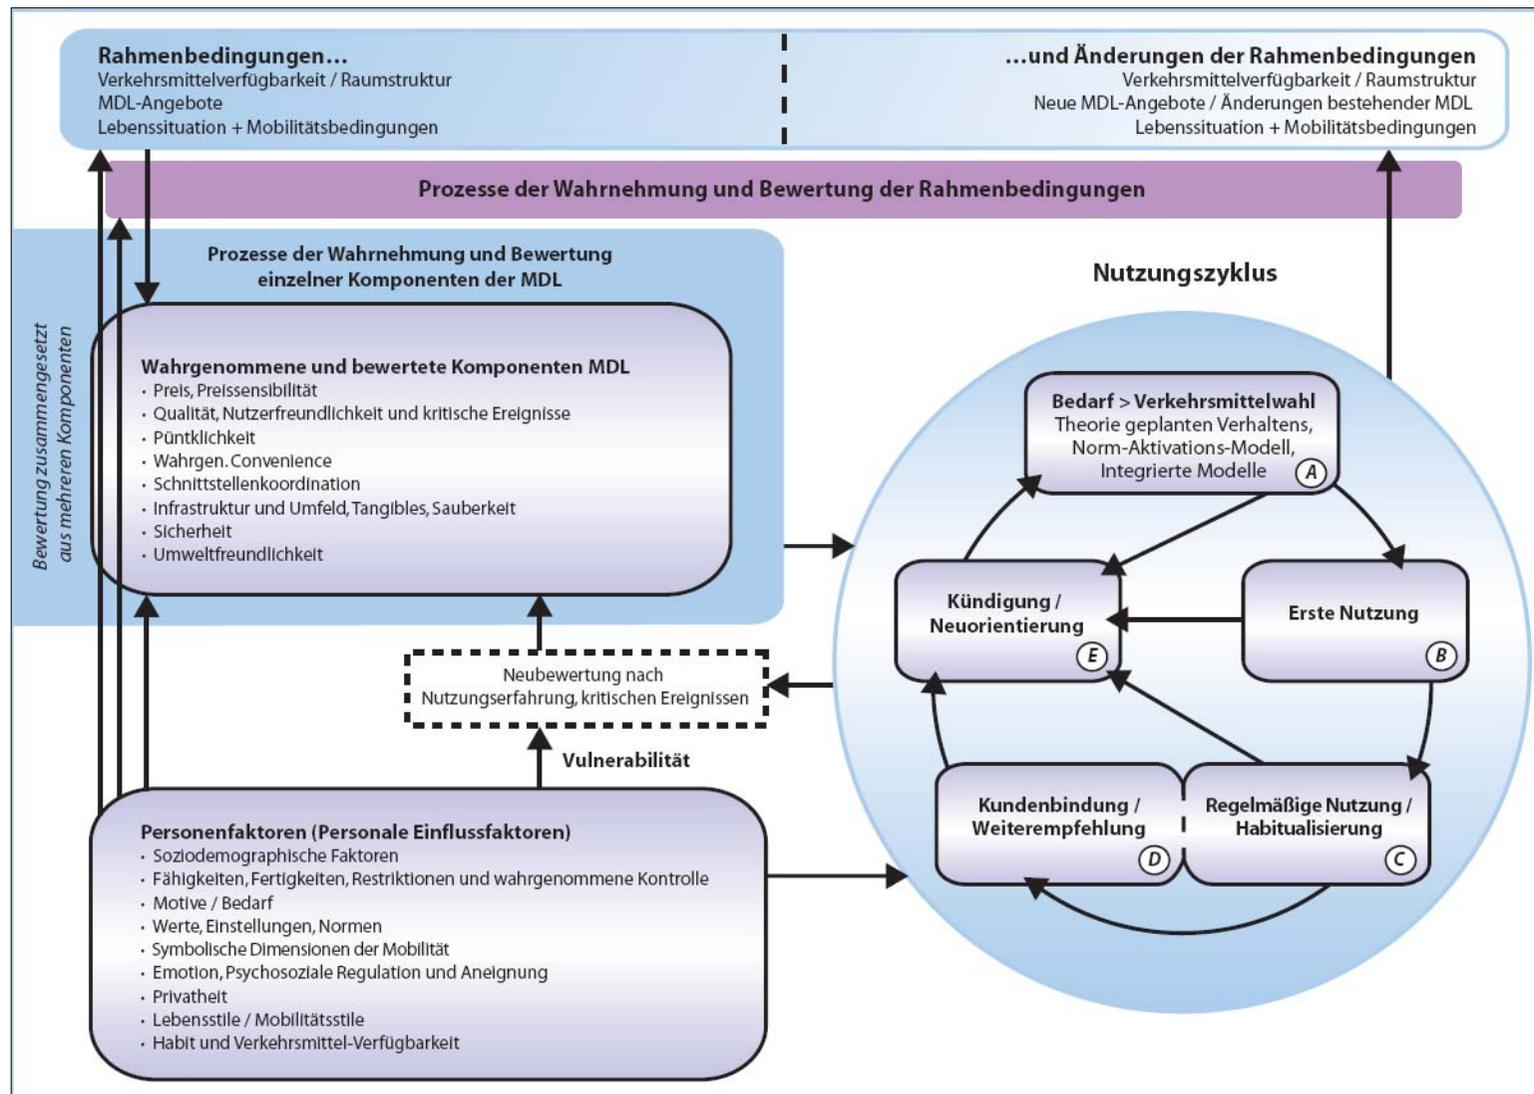 Rahmenbedingungen…
Verkehrsmittelverfügbarkeit / Raumstruktur
MDL-Angebote
Lebenssituation + Mobilitätsbedingungen
…und Änderungen der Rahmenbedingungen
Verkehrsmittelverfügbarkeit / Raumstruktur
Neue MDL-Angebote / Änderungen bestehender MDL
Lebenssituation + Mobilitätsbedingungen
Prozesse der Wahrnehmung und Bewertung der Rahmenbedingungen
Prozesse der Wahrnehmung und Bewertung
einzelner Komponenten der MDL
Bewertung zusammengesetzt
aus mehreren Komponenten
Wahrgenommene und bewertete Komponenten MDL
· Preis, Preissensibilität
· Qualität, Nutzerfreundlichkeit und kritische Ereignisse
· Püntklichkeit
· Wahrgen. Convenience
· Schnittstellenkoordination
· Infrastruktur und Umfeld, Tangibles, Sauberkeit
· Sicherheit
· Umweltfreundlichkeit
Neubewertung nach
Nutzungserfahrung, kritischen Ereignissen
Vulnerabilität
Personenfaktoren (Personale Einflussfaktoren)
· Soziodemographische Faktoren
· Fähigkeiten, Fertigkeiten, Restriktionen und wahrgenommene Kontrolle
· Motive / Bedarf
· Werte, Einstellungen, Normen
· Symbolische Dimensionen der Mobilität
· Emotion, Psychosoziale Regulation und Aneignung
· Privatheit
· Lebensstile / Mobilitätsstile
· Habit und Verkehrsmittel-Verfügbarkeit
Nutzungszyklus
Bedarf > Verkehrsmittelwahl
Theorie geplanten Verhaltens,
Norm-Aktivations-Modell,
Integrierte Modelle
A
Erste Nutzung
B
Regelmäßige Nutzung /
Habitualisierung
C
Kundenbindung /
Weiterempfehlung
D
Kündigung /
Neuorientierung
E